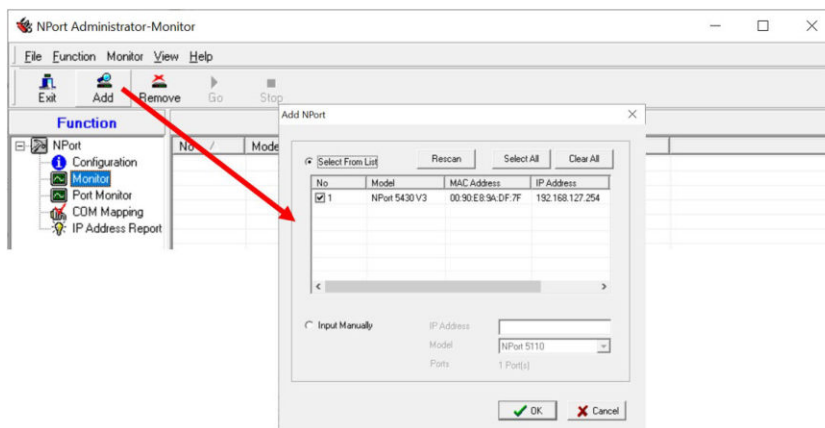 NPort Administrator-Monitor
File Function Monitor View Help
Exit Add Remove Go Stop
Function
No / Mode
NPort
Configuration
Monitor
Port Monitor
COM Mapping
IP Address Report
Add NPort
Select From List Rescan Select All Clear All
No Model MAC Address IP Address
1 NPort 5430 V3 00:90:E8:9A:DF:7F 192.168.127.254
Input Manually IP Address
Model NPort 5110
Ports 1 Port(s)
OK Cancel